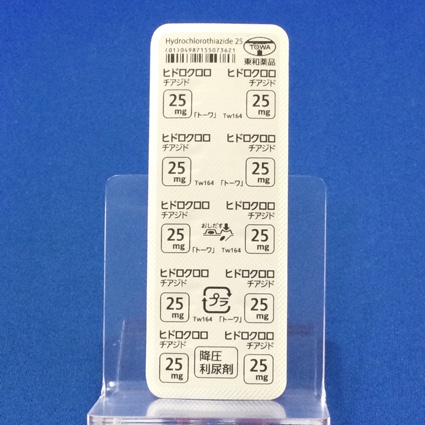 Hydrochlorothiazide 25
(01)04987155073621
TOWA
東和薬品
ヒドロクロロ
チアジド
25
mg
「トーワ」
ヒドロクロロ
チアジド
25
mg
Tw164
ヒドロクロロ
チアジド
25
mg
Tw164
ヒドロクロロ
チアジド
25
mg
「トーワ」
ヒドロクロロ
チアジド
25
mg
「トーワ」
おしだす
ヒドロクロロ
チアジド
25
mg
Tw164
ヒドロクロロ
チアジド
25
mg
Tw164
プラ
ヒドロクロロ
チアジド
25
mg
「トーワ」
ヒドロクロロ
チアジド
25
mg
降圧
利尿剤
ヒドロクロロ
チアジド
25
mg